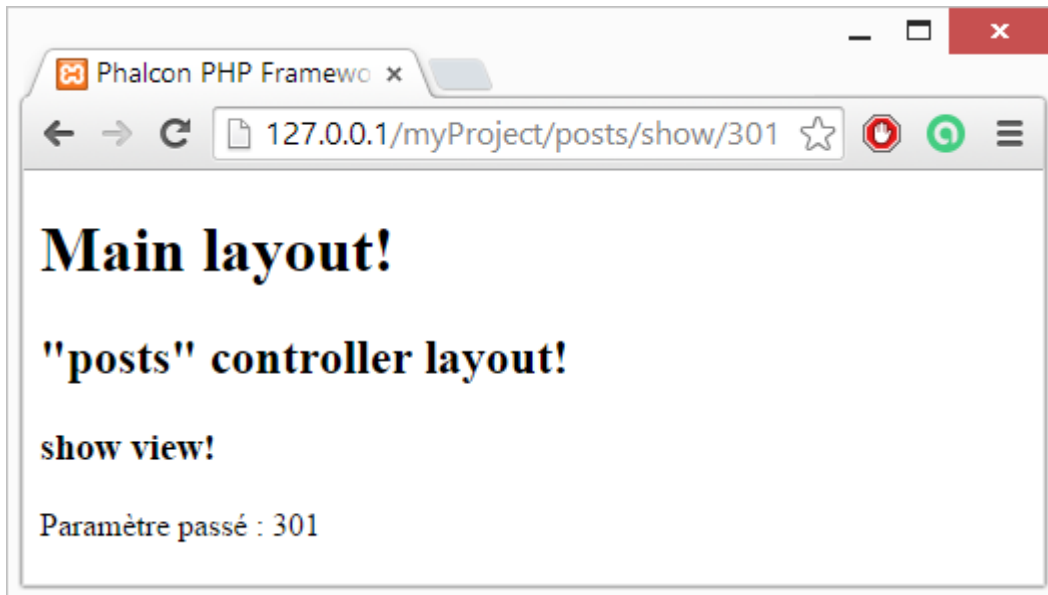 Phalcon PHP Framewo
127.0.0.1/myProject/posts/show/301
Main layout!
"posts" controller layout!
show view!
Paramètre passé : 301